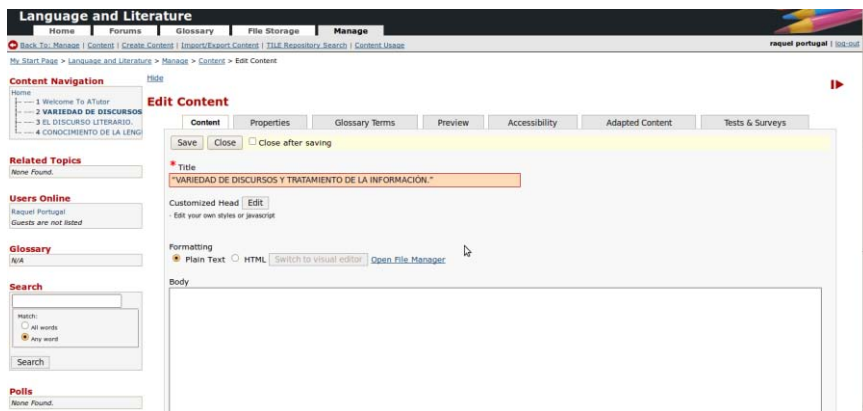 Language and Literature
Home Forums Glossary File Storage Manage
Back To: Manage | Content | Create Content | Import/Export Content | TILE Repository Search | Content Usage
raquel portugal | log-out
My Start Page > Language and Literature > Manage > Content > Edit Content
Content Navigation
Home
1 Welcome To ATutor
2 VARIEDAD DE DISCURSOS
3 EL DISCURSO LITERARIO.
4 CONOCIMIENTO DE LA LENG
Related Topics
None Found.
Users Online
Raquel Portugal
Guests are not listed
Glossary
N/A
Search
Match:
All words
Any word
Search
Polls
None Found.
Hide
Edit Content
Content Properties Glossary Terms Preview Accessibility Adapted Content Tests & Surveys
Save Close Close after saving
* Title
"VARIEDAD DE DISCURSOS Y TRATAMIENTO DE LA INFORMACIÓN."
Customized Head Edit
- Edit your own styles or javascript
Formatting
Plain Text HTML Switch to visual editor Open File Manager
Body